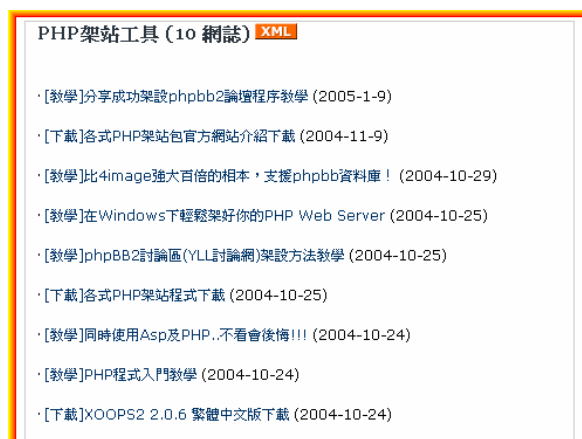 PHP架站工具 (10 網誌) XML
·[教學]分享成功架設phpbb2論壇程序教學 (2005-1-9)
·[下載]各式PHP架站包官方網站介紹下載 (2004-11-9)
·[教學]比4image強大百倍的相本，支援phpbb資料庫！ (2004-10-29)
·[教學]在Windows下輕鬆架好你的PHP Web Server (2004-10-25)
·[教學]phpBB2討論區(YLL討論網)架設方法教學 (2004-10-25)
·[下載]各式PHP架站程式下載 (2004-10-25)
·[教學]同時使用Asp及PHP..不看會後悔!!! (2004-10-24)
·[教學]PHP程式入門教學 (2004-10-24)
·[下載]XOOPS2 2.0.6 繁體中文版下載 (2004-10-24)